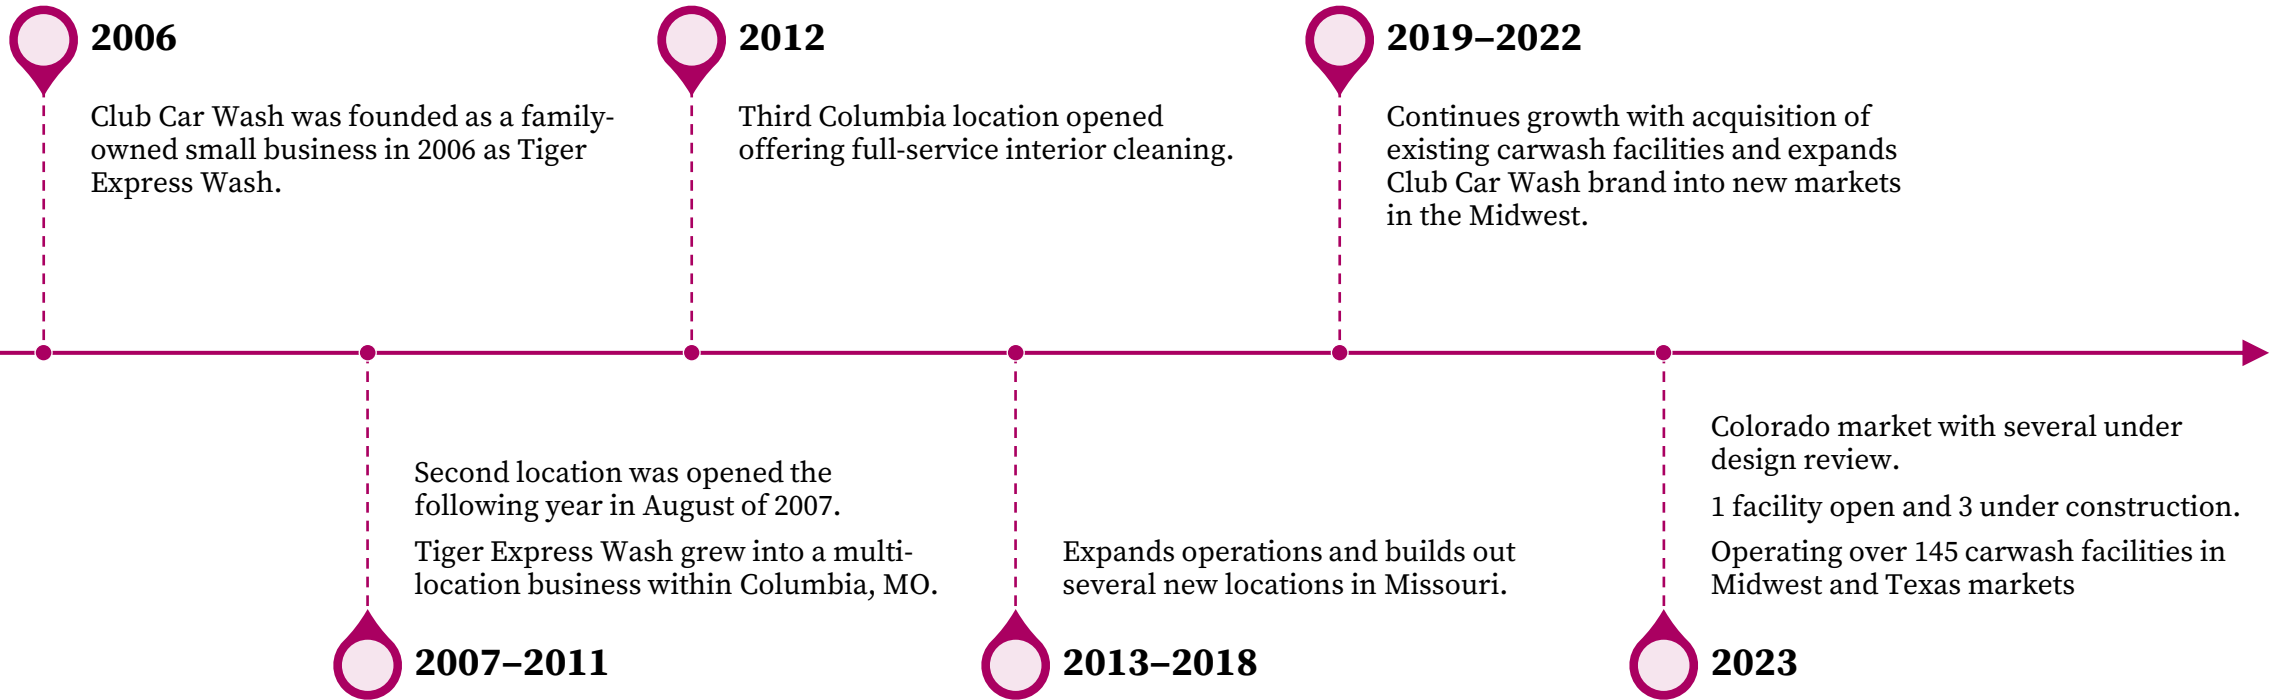 2006
Club Car Wash was founded as a family-
owned small business in 2006 as Tiger
Express Wash.
Second location was opened the
following year in August of 2007.
Tiger Express Wash grew into a multi-
location business within Columbia, MO.
2007–2011
2012
Third Columbia location opened
offering full-service interior cleaning.
Expands operations and builds out
several new locations in Missouri.
2013–2018
2019–2022
Continues growth with acquisition of
existing carwash facilities and expands
Club Car Wash brand into new markets
in the Midwest.
Colorado market with several under
design review.
1 facility open and 3 under construction.
Operating over 145 carwash facilities in
Midwest and Texas markets
2023